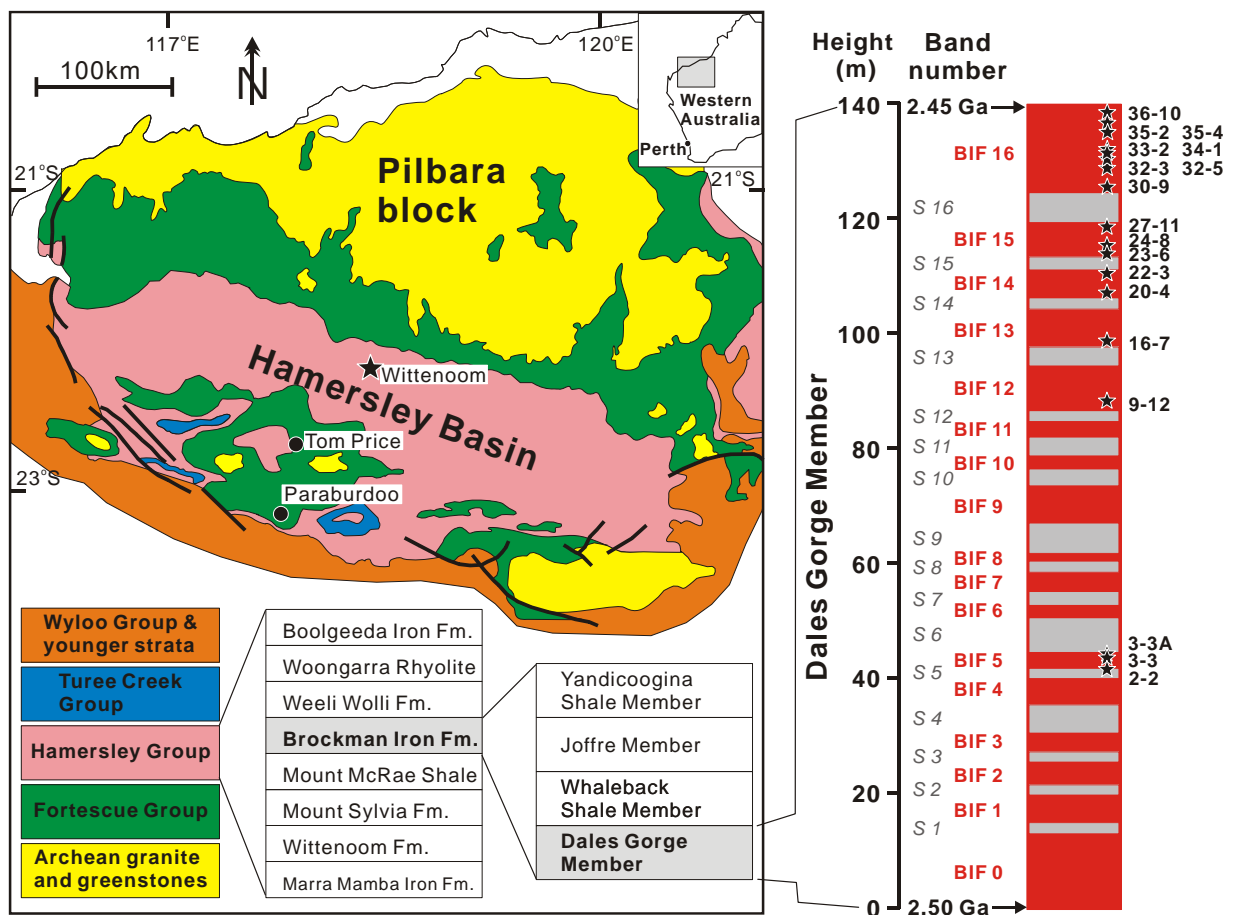 117°E
120°E
100km
N
Western
Australia
Perth
21°S
21°S
Pilbara
block
Hamersley Basin
Wittenoom
Tom Price
Paraburdoo
23°S
Wyloo Group &
younger strata
Turee Creek
Group
Hamersley Group
Fortescue Group
Archean granite
and greenstones
Boolgeeda Iron Fm.
Woongarra Rhyolite
Weeli Wolli Fm.
Brockman Iron Fm.
Mount McRae Shale
Mount Sylvia Fm.
Wittenoom Fm.
Marra Mamba Iron Fm.
Yandicoogina
Shale Member
Joffre Member
Whaleback
Shale Member
Dales Gorge
Member
Height
(m)
Band
number
Dales Gorge Member
140
120
100
80
60
40
20
0
2.45 Ga
2.50 Ga
BIF 16
S 16
BIF 15
S 15
BIF 14
S 14
BIF 13
S 13
BIF 12
S 12
BIF 11
S 11
BIF 10
S 10
BIF 9
S 9
BIF 8
S 8
BIF 7
S 7
BIF 6
S 6
BIF 5
S 5
BIF 4
S 4
BIF 3
S 3
BIF 2
S 2
BIF 1
S 1
BIF 0
36-10
35-2 35-4
33-2 34-1
32-3 32-5
30-9
27-11
24-8
23-6
22-3
20-4
16-7
9-12
3-3A
3-3
2-2